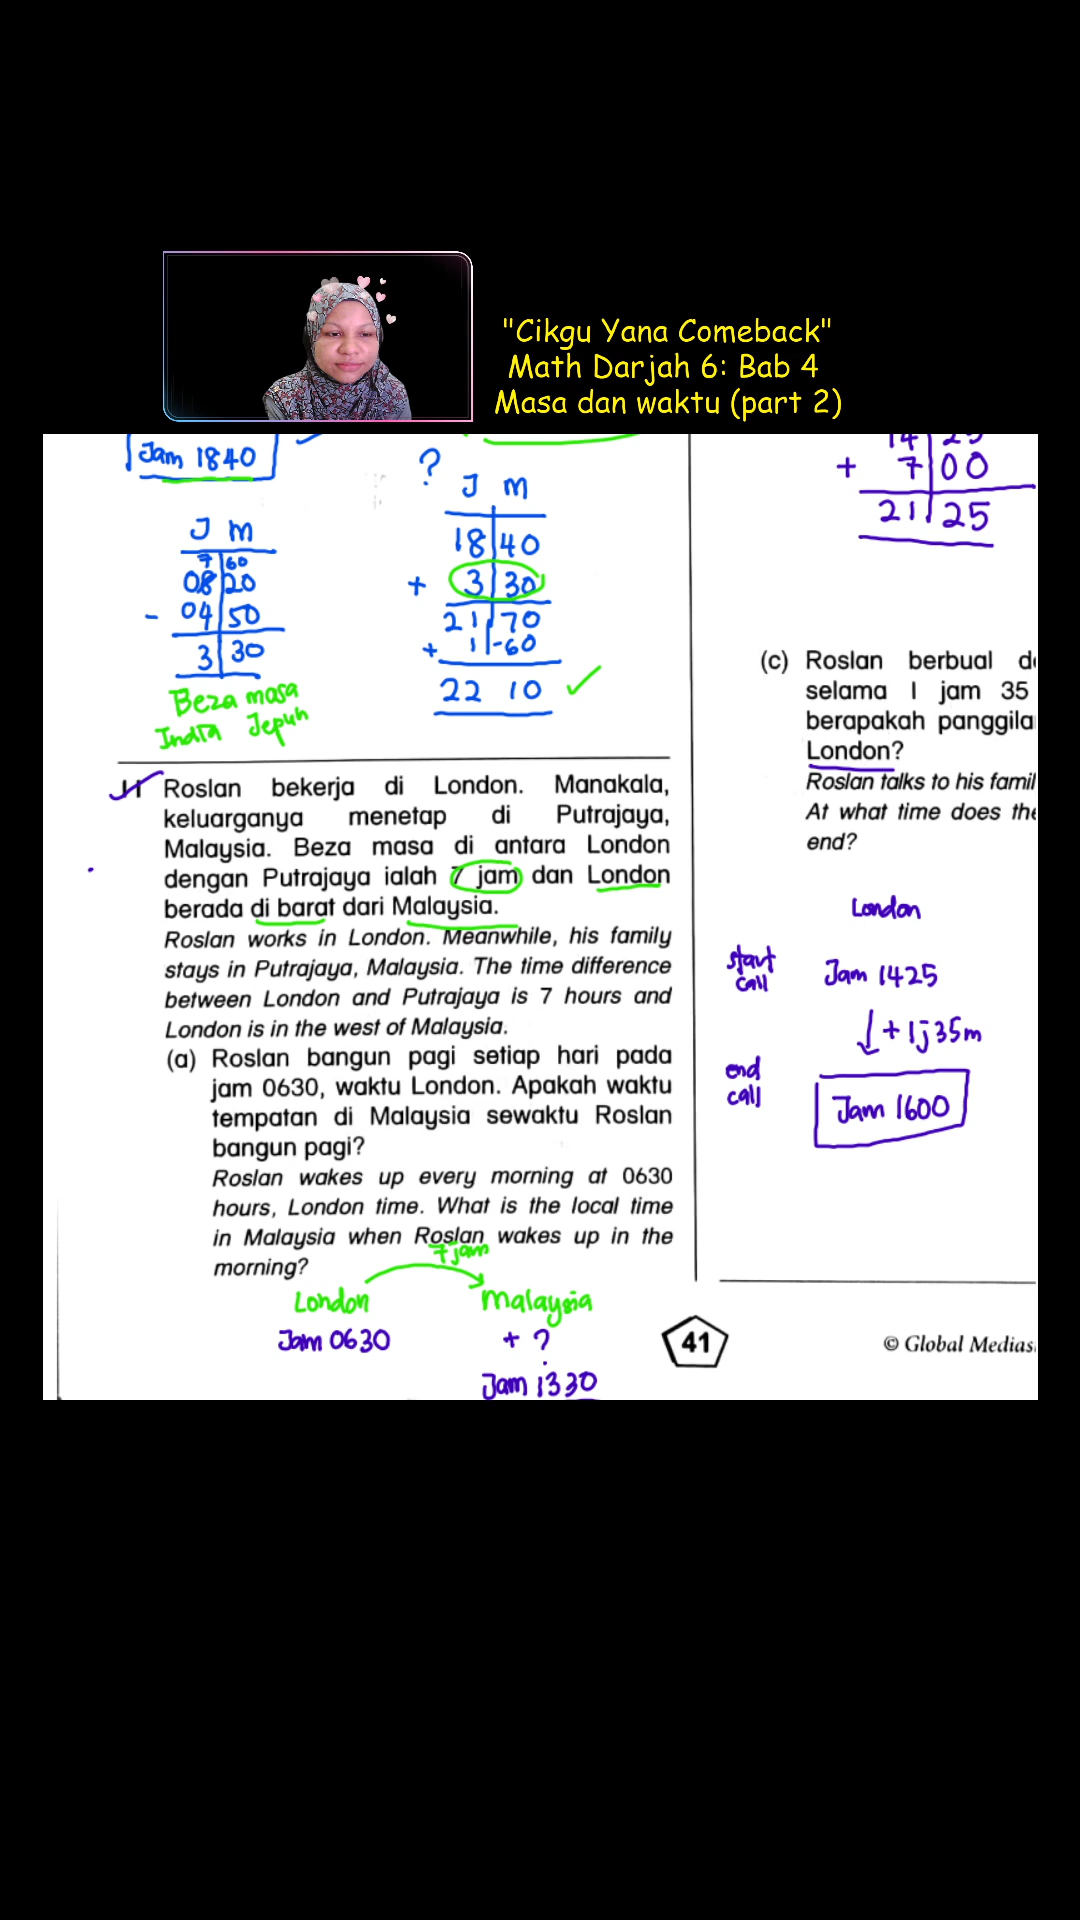 "Cikgu Yana Comeback"
Math Darjah 6: Bab 4
Masa dan waktu (part 2)
Jam 1840
J M
7 60
08 20
- 04 50
3 30
Beza masa
India Jepun
?
J M
18 40
+ 3 30
21 70
+ 1 -60
22 10
11 Roslan bekerja di London. Manakala,
keluarganya menetap di Putrajaya,
Malaysia. Beza masa di antara London
dengan Putrajaya ialah 7 jam dan London
berada di barat dari Malaysia.
Roslan works in London. Meanwhile, his family
stays in Putrajaya, Malaysia. The time difference
between London and Putrajaya is 7 hours and
London is in the west of Malaysia.
(a) Roslan bangun pagi setiap hari pada
jam 0630, waktu London. Apakah waktu
tempatan di Malaysia sewaktu Roslan
bangun pagi?
Roslan wakes up every morning at 0630
hours, London time. What is the local time
in Malaysia when Roslan wakes up in the
morning?
7 jam
London Malaysia
Jam 0630 + ?
Jam 1330
14 25
+ 7 00
21 25
(c) Roslan berbual
selama 1 jam 35
berapakah
London?
Roslan talks to his
At what time does
end?
London
start
call
Jam 1425
+ 1j 35m
end
call
Jam 1600
41
© Global